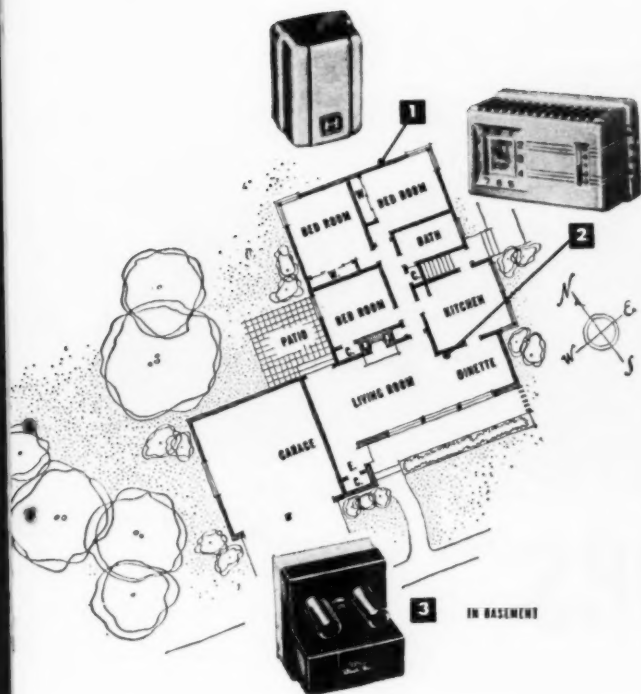 1
BED ROOM
W.
BED ROOM
BATH
2
C.
KITCHEN
BED ROOM
PATIO
C.
LIVING ROOM
DINETTE
GARAGE
E.
C.
N
E.
W
S
3
IN BASEMENT